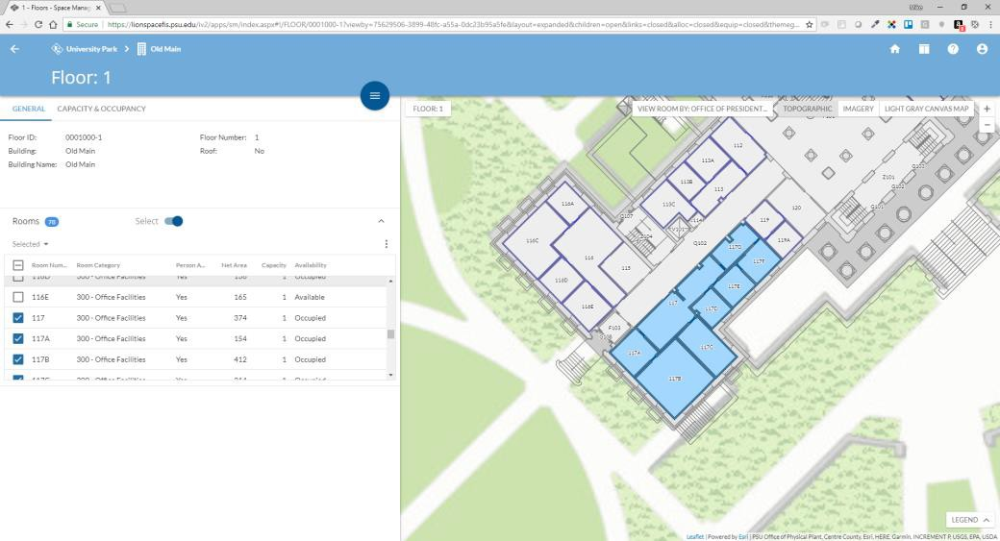 1 - Floors - Space Manag
Mike
Secure | https://lionspacefis.psu.edu/iv2/apps/sm/index.aspx#!/FLOOR/0001000-1?viewby=75629506-3899-48fc-a55a-0dc23b95a5fe&layout=expanded&children=open&links=closed&alloc=closed&equip=closed&themeg...
University Park > Old Main
Floor: 1
GENERAL CAPACITY & OCCUPANCY
FLOOR: 1
VIEW ROOM BY: OFFICE OF PRESIDENT... TOPOGRAPHIC IMAGERY LIGHT GRAY CANVAS MAP +
−
Floor ID: 0001000-1 Floor Number: 1
Building: Old Main Roof: No
Building Name: Old Main
Rooms 78 Select
Selected
Room Num... Room Category Person A... Net Area Capacity Availability
116D 300 - Office Facilities Yes 1 Occupied
116E 300 - Office Facilities Yes 165 1 Available
117 300 - Office Facilities Yes 374 1 Occupied
117A 300 - Office Facilities Yes 154 1 Occupied
117B 300 - Office Facilities Yes 412 1 Occupied
117C 300 - Office Facilities Yes 1 Occupied
112
113A
113B
113
113C
114
116A
Q107
Z104
V101
Q102
116C
116
115
116D
116E
F103
119
120
119A
Z101
Q103
Q102
Q101
117G
117F
117E
117D
117
117C
117A
117B
LEGEND
Leaflet | Powered by Esri | PSU Office of Physical Plant, Centre County, Esri, HERE, Garmin, INCREMENT P, USGS, EPA, USDA